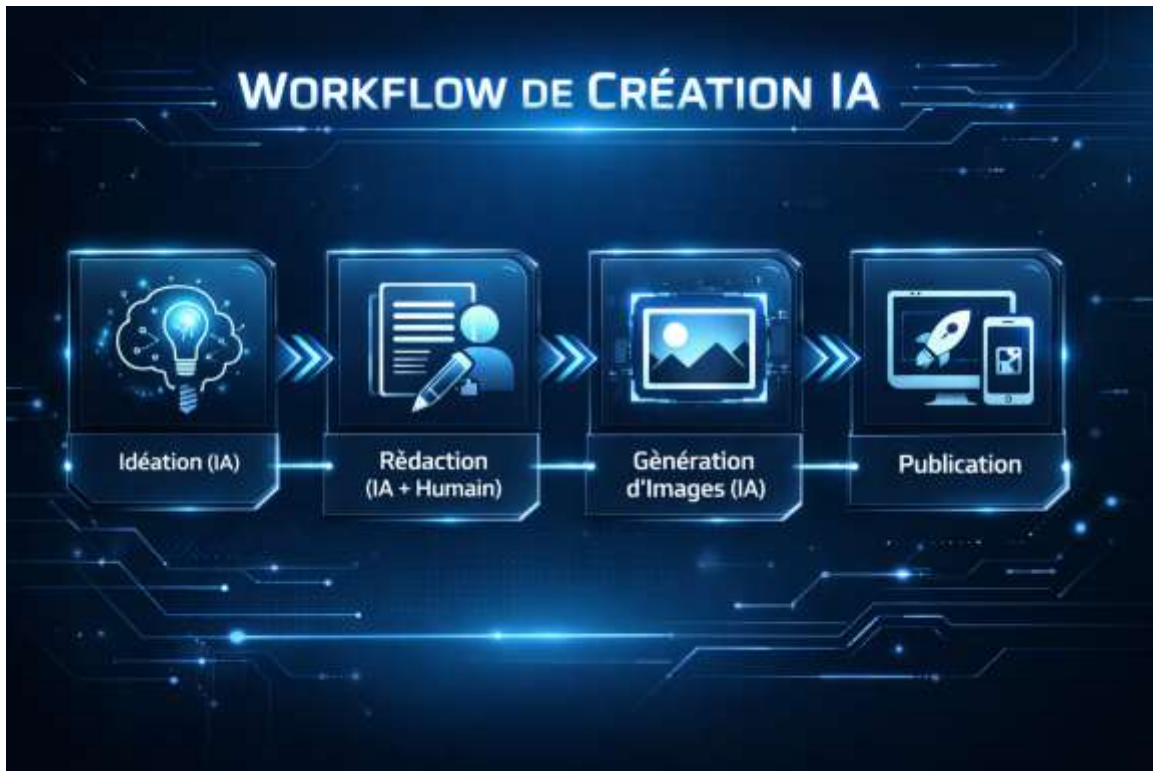 WORKFLOW DE CRÉATION IA
Idéation (IA)
Rèdaction
(IA + Humain)
Gènération
d'Images (IA)
Publication